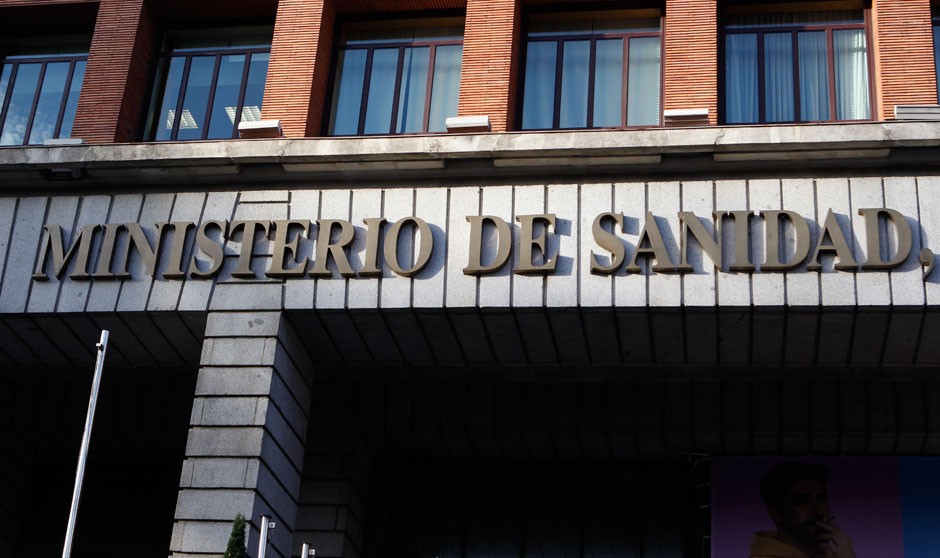 MINISTERIO DE SANIDAD,